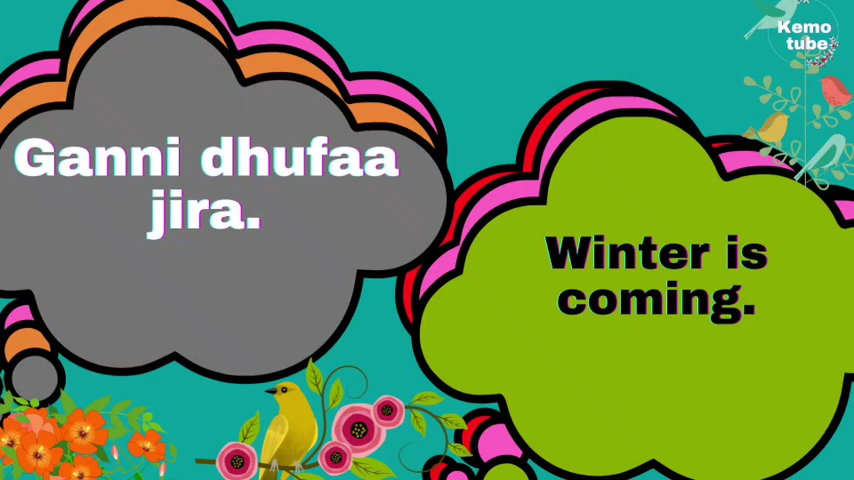 Kemo
tube
Ganni dhufaa
jira.
Winter is
coming.